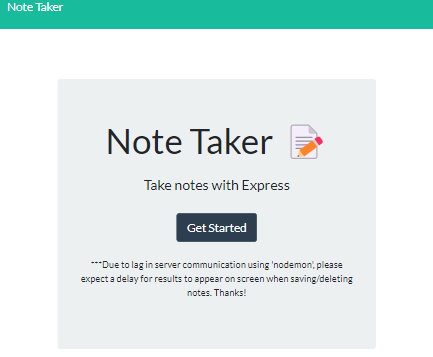 Note Taker
Note Taker
Take notes with Express
Get Started
***Due to lag in server communication using 'nodemon', please
expect a delay for results to appear on screen when saving/deleting
notes. Thanks!